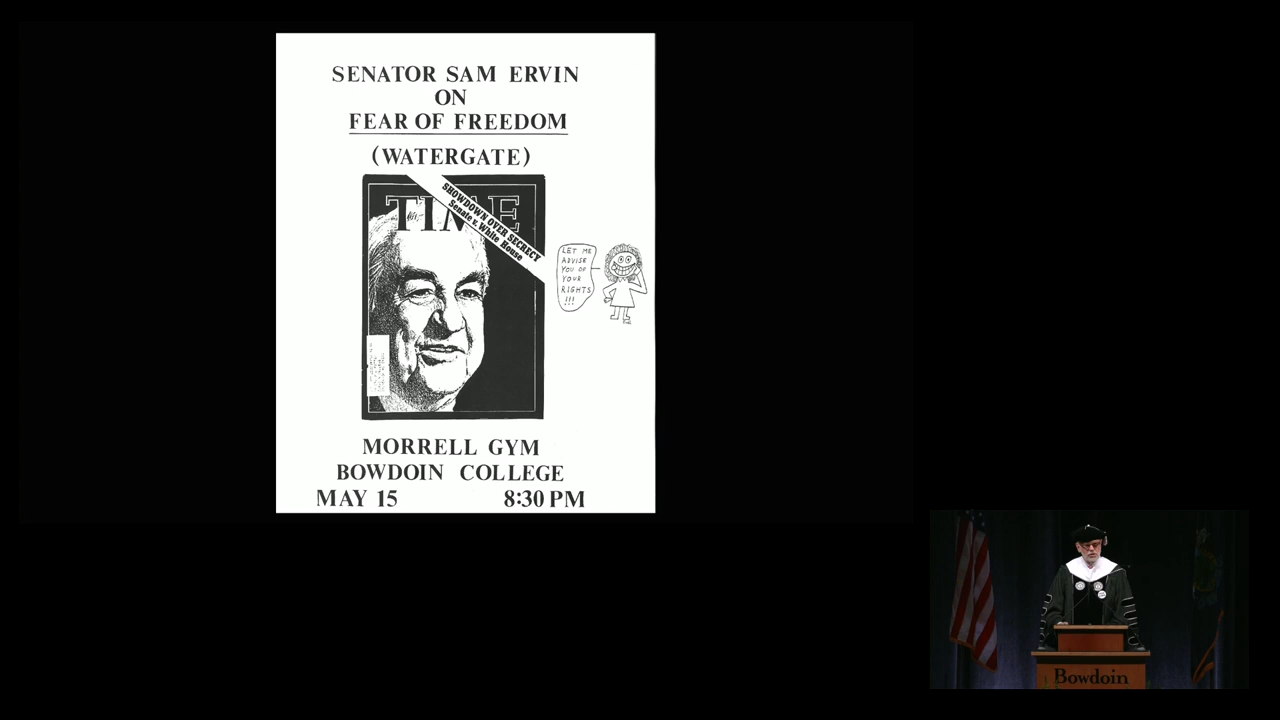 SENATOR SAM ERVIN
ON
FEAR OF FREEDOM
(WATERGATE)
TIME
SHOWDOWN OVER SECRECY
Senate v. White House
LET ME
ADVISE
YOU OF
YOUR
RIGHTS
!!!
MORRELL GYM
BOWDOIN COLLEGE
MAY 15 8:30 PM
Bowdoin